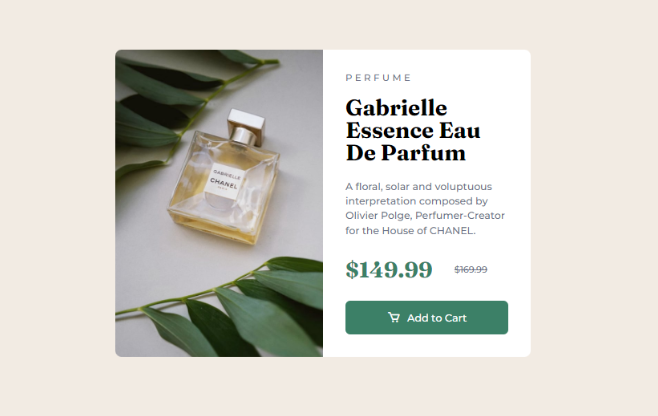 GABRIELLE
CHANEL
PERFUME
Gabrielle
Essence Eau
De Parfum
A floral, solar and voluptuous
interpretation composed by
Olivier Polge, Perfumer-Creator
for the House of CHANEL.
$149.99 $169.99
Add to Cart